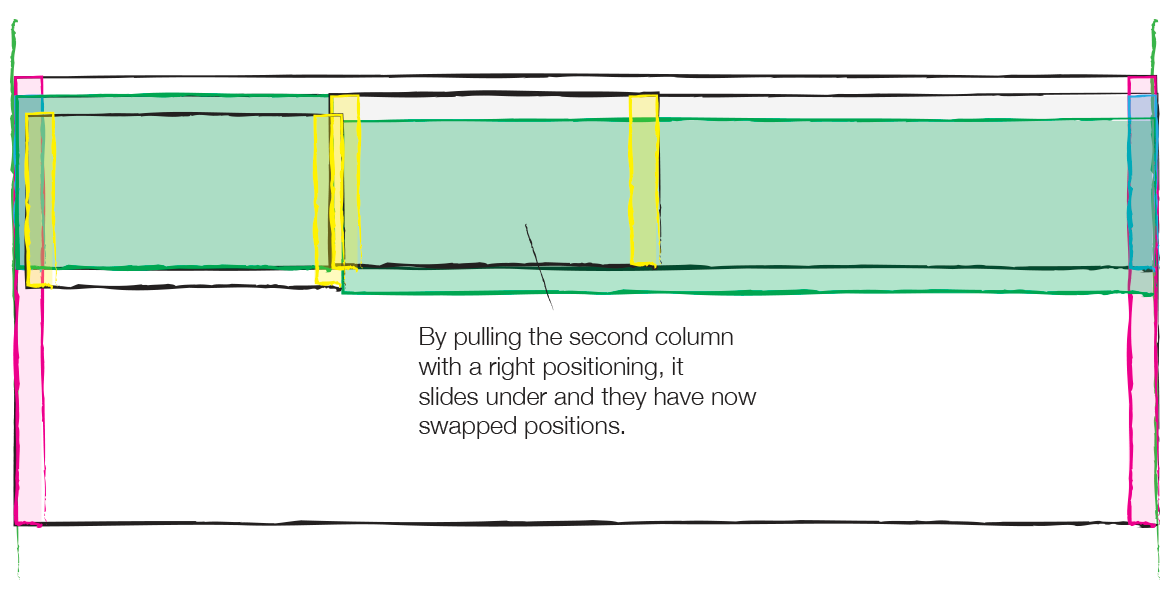 By pulling the second column
with a right positioning, it
slides under and they have now
swapped positions.